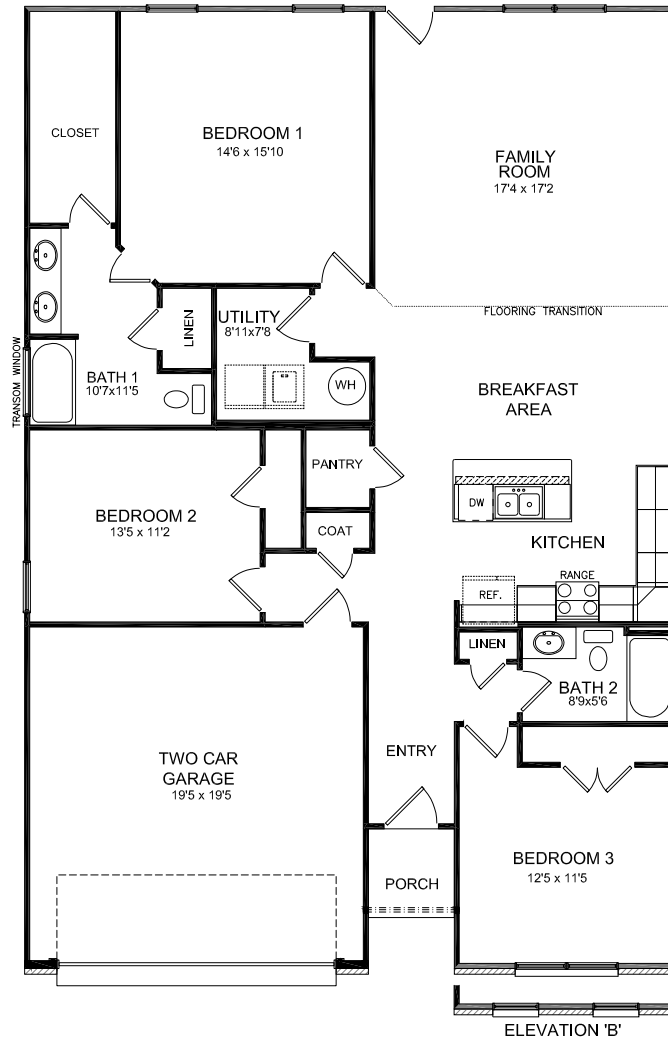 CLOSET
BEDROOM 1
14'6 x 15'10
FAMILY
ROOM
17'4 x 17'2
FLOORING TRANSITION
UTILITY
8'11x7'8
LINEN
WH
TRANSOM WINDOW
BATH 1
10'7x11'5
BREAKFAST
AREA
PANTRY
DW
BEDROOM 2
13'5 x 11'2
COAT
KITCHEN
RANGE
REF.
LINEN
BATH 2
8'9x5'6
TWO CAR
GARAGE
19'5 x 19'5
ENTRY
PORCH
BEDROOM 3
12'5 x 11'5
ELEVATION 'B'